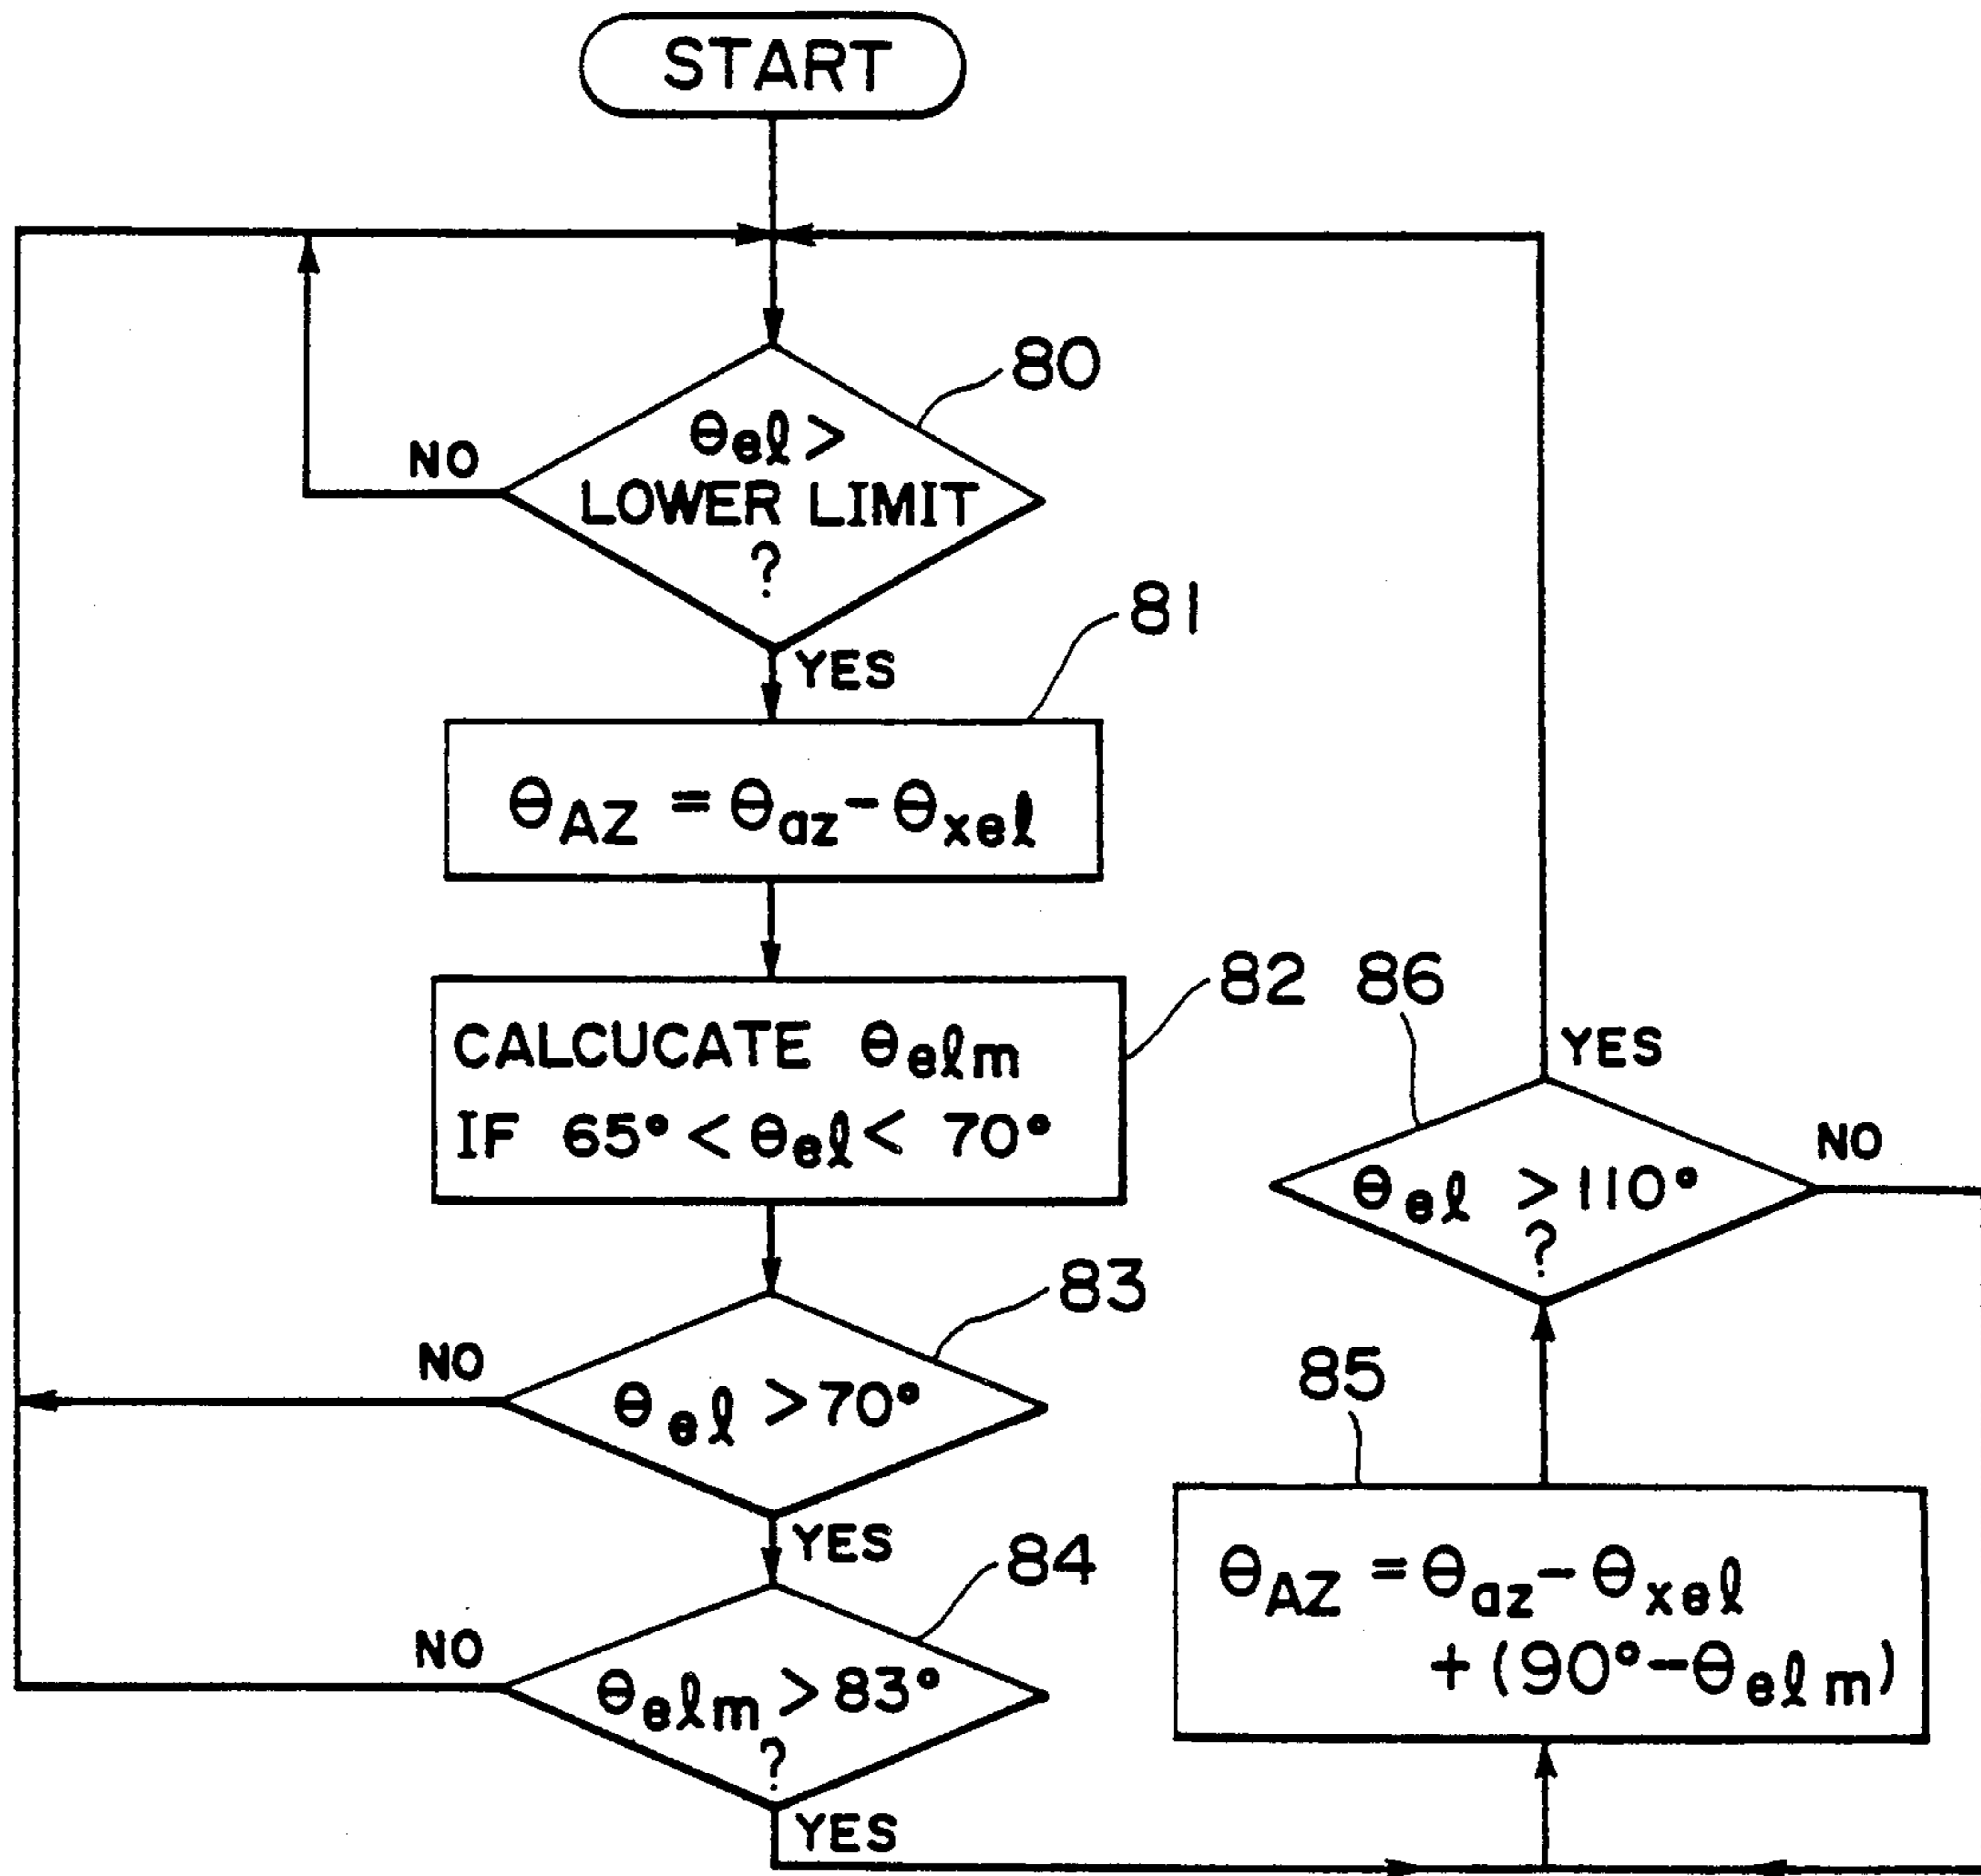 START
80
θel >
LOWER LIMIT
?
NO
YES
81
θAZ = θaz - θxel
82
CALCUCATE θelm
IF 65° < θel < 70°
83
θel > 70°
NO
YES
84
θelm > 83°
?
NO
YES
85
θAZ = θaz - θxel
+ (90° - θelm)
86
θel > 110°
?
YES
NO